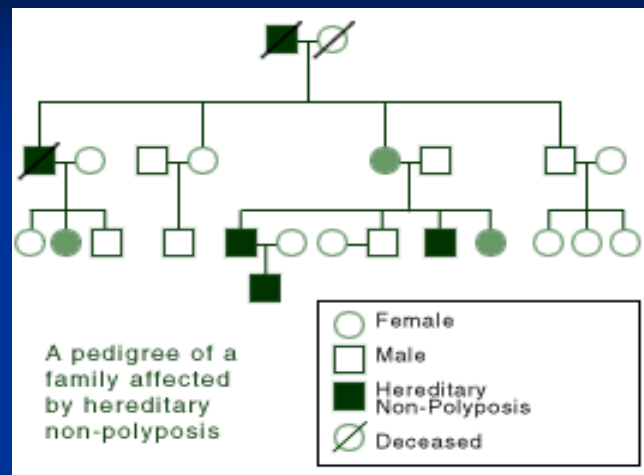 Female
Male
Hereditary
Non-Polyposis
Deceased
A pedigree of a
family affected
by hereditary
non-polyposis